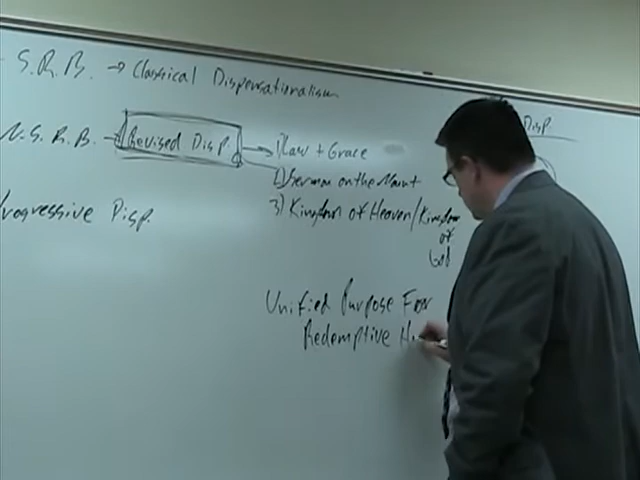 S.R.B. → Classical Dispensationalism
N.S.R.B. → Revised Disp. → 1) Law + Grace
2) Sermon on the Mount
3) Kingdom of Heaven/Kingdom
of
God
Progressive Disp.
Unified Purpose For
Redemptive H
Disp.